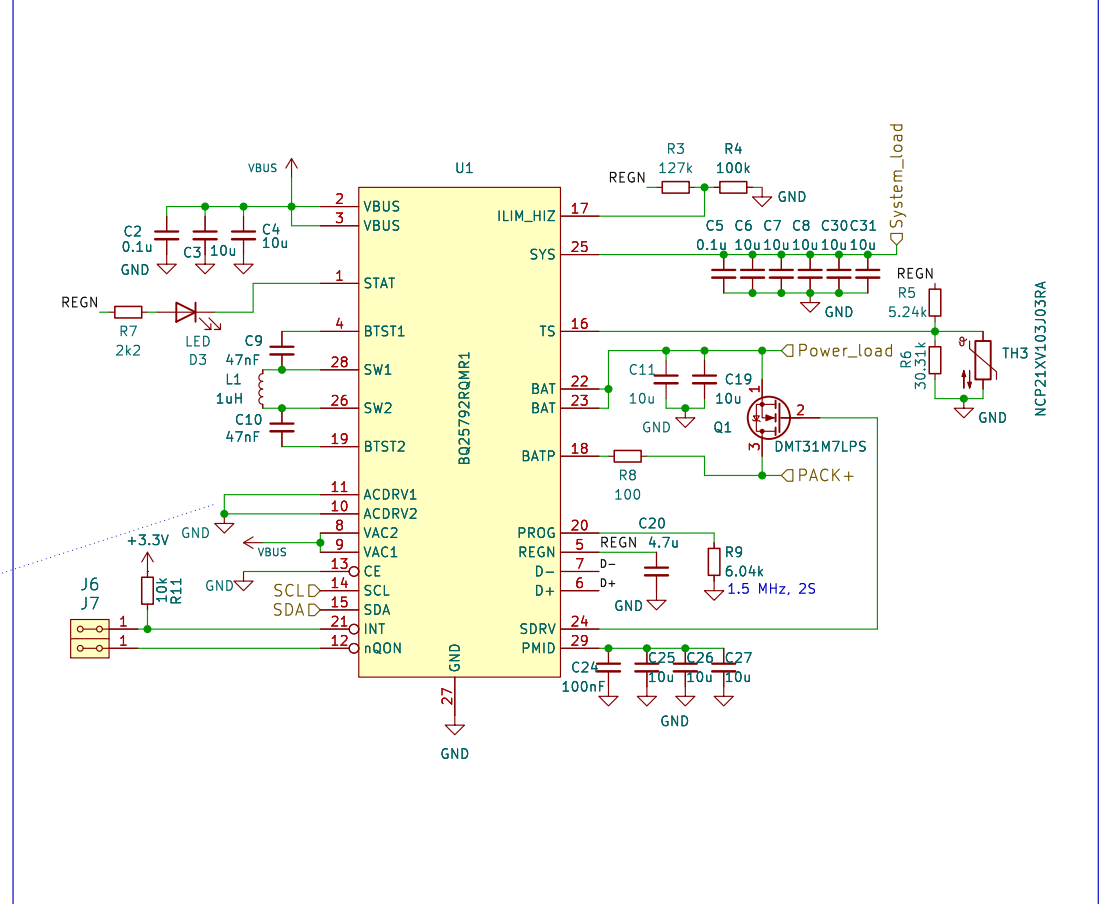 System_load
R3
R4
VBUS
U1
127k
100k
REGN
GND
2
VBUS
3
VBUS
ILIM_HIZ
17
C2
0.1u
C3
10u
C4
10u
GND
C5
C6
C7
C8
C30
C31
0.1u
10u
10u
10u
10u
10u
SYS
25
REGN
1
STAT
R5
5.24k
GND
REGN
R7
2k2
LED
D3
4
BTST1
TS
16
C9
47nF
28
SW1
L1
1uH
26
SW2
C10
47nF
19
BTST2
BQ25792RQMR1
Power_load
R6
30.31k
TH3
NCP21XV103J03RA
GND
C11
10u
C19
10u
GND
BAT
22
BAT
23
1
Q1
2
3
DMT31M7LPS
BATP
18
R8
100
PACK+
11
ACDRV1
10
ACDRV2
GND
8
VAC2
9
VAC1
VBUS
+3.3V
13
CE
GND
SCL
14
SCL
SDA
15
SDA
10k
R11
J6
J7
1
21
INT
1
12
nQON
PROG
20
C20
REGN
5
REGN
4.7u
D-
7
D-
D+
6
D+
R9
6.04k
1.5 MHz, 2S
GND
SDRV
24
PMID
29
C24
100nF
C25
10u
C26
10u
C27
10u
GND
GND
27
GND